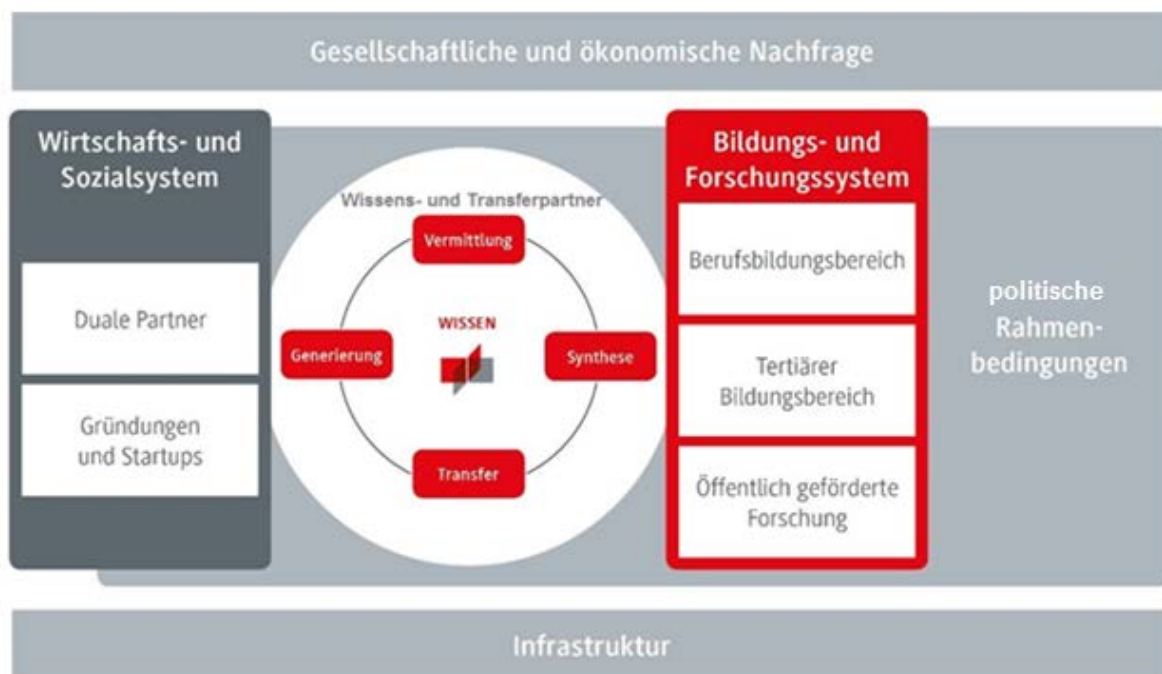 Gesellschaftliche und ökonomische Nachfrage
Wirtschafts- und
Sozialsystem
Duale Partner
Gründungen
und Startups
Wissens- und Transferpartner
Vermittlung
WISSEN
Generierung
Synthese
Transfer
Bildungs- und
Forschungssystem
Berufsbildungsbereich
Tertiärer
Bildungsbereich
Öffentlich geförderte
Forschung
politische
Rahmen-
bedingungen
Infrastruktur